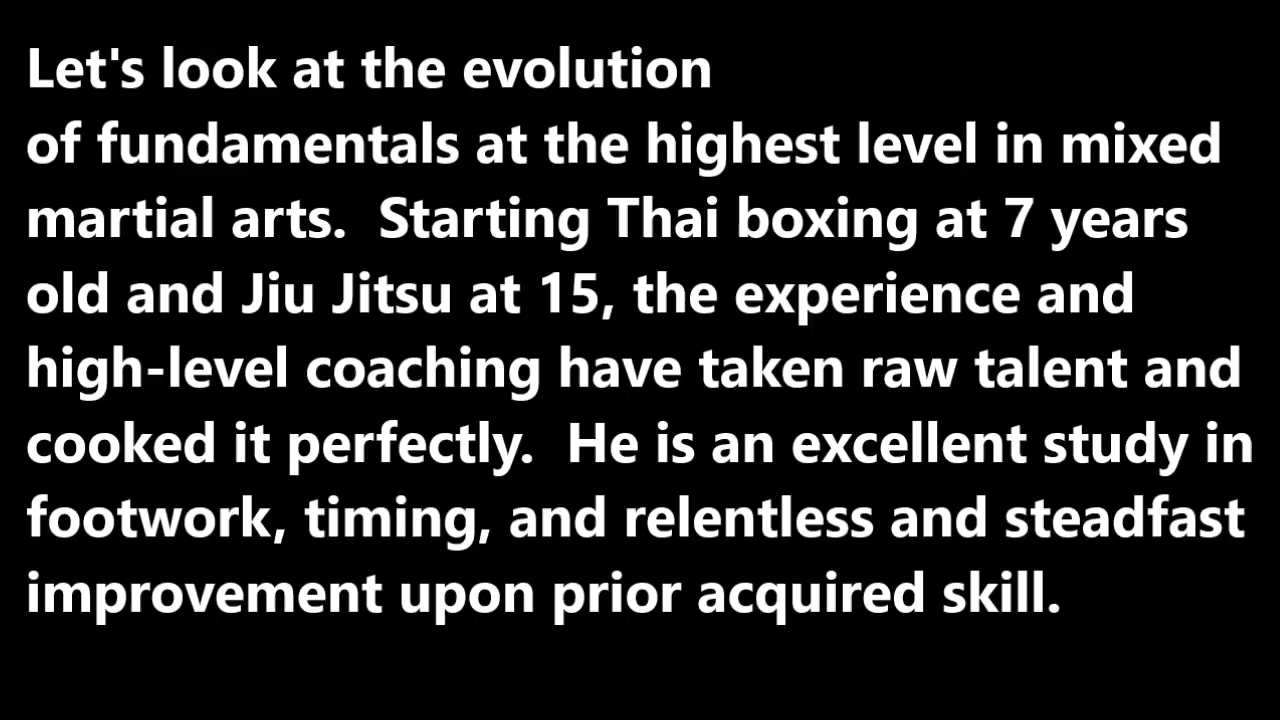 Let's look at the evolution
of fundamentals at the highest level in mixed
martial arts.  Starting Thai boxing at 7 years
old and Jiu Jitsu at 15, the experience and
high-level coaching have taken raw talent and
cooked it perfectly.  He is an excellent study in
footwork, timing, and relentless and steadfast
improvement upon prior acquired skill.